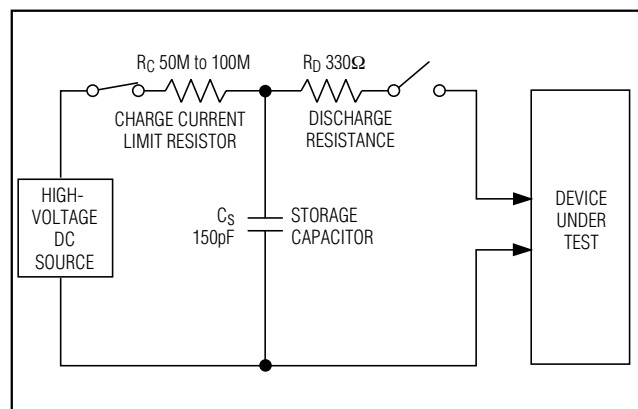 R_C 50M to 100M
CHARGE CURRENT
LIMIT RESISTOR
R_D 330Ω
DISCHARGE
RESISTANCE
HIGH-
VOLTAGE
DC
SOURCE
C_S
150pF
STORAGE
CAPACITOR
DEVICE
UNDER
TEST